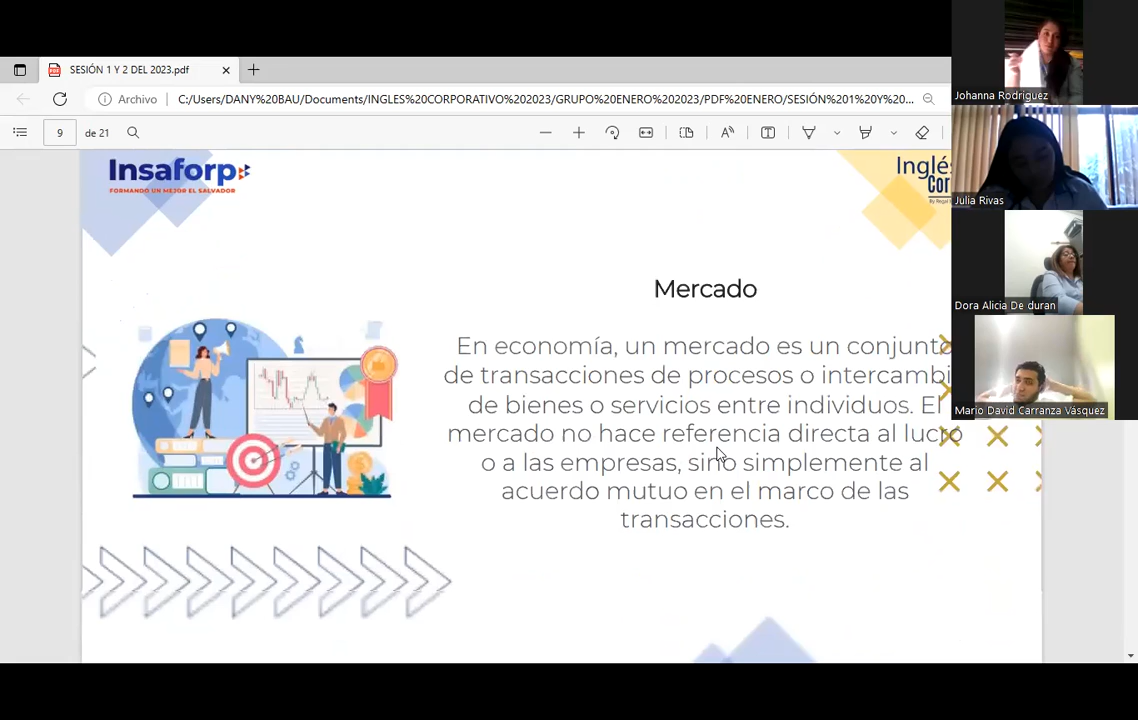 SESIÓN 1 Y 2 DEL 2023.pdf
Archivo
C:/Users/DANY%20BAU/Documents/INGLES%20CORPORATIVO%202023/GRUPO%20ENERO%202023/PDF%20ENERO/SESIÓN%201%20Y%20...
9
de 21
Insaforp
FORMANDO UN MEJOR EL SALVADOR
Inglés
Cor
Mercado
En economía, un mercado es un conjunto
de transacciones de procesos o intercambi
de bienes o servicios entre individuos. El
mercado no hace referencia directa al lucro
o a las empresas, sino simplemente al
acuerdo mutuo en el marco de las
transacciones.
Johanna Rodriguez
Julia Rivas
Dora Alicia De duran
Mario David Carranza Vásquez